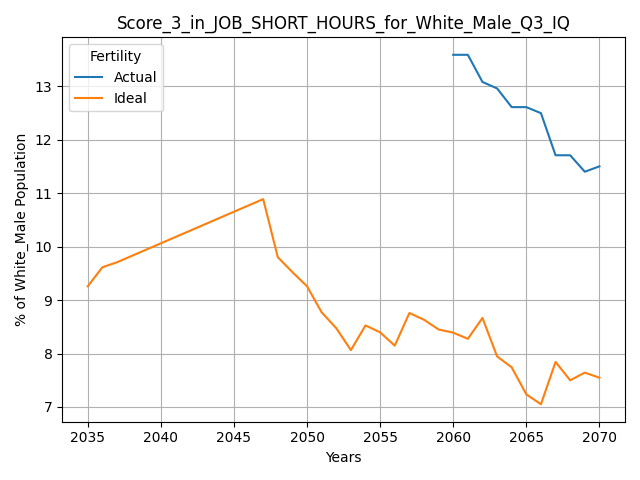 Score_3_in_JOB_SHORT_HOURS_for_White_Male_Q3_IQ
Fertility
Actual
Ideal
% of White_Male Population
13
12
11
10
9
8
7
2035 2040 2045 2050 2055 2060 2065 2070
Years